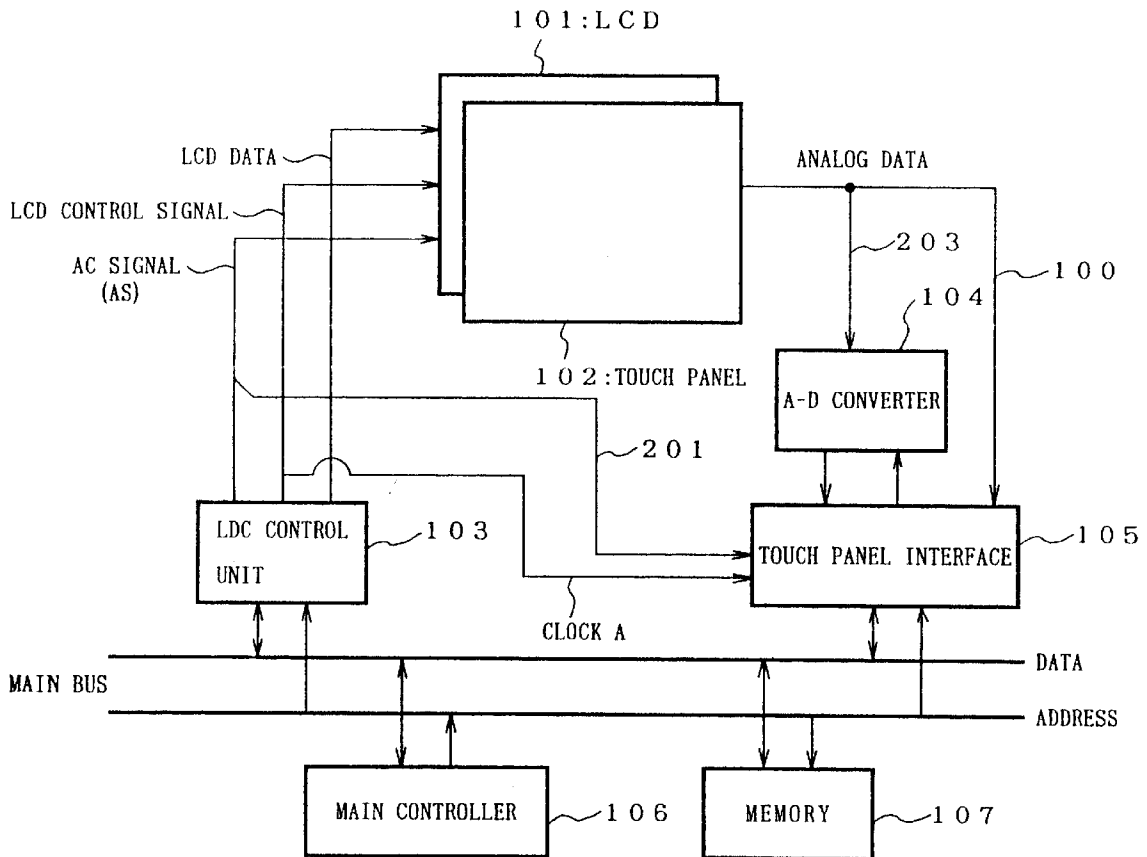 101:LCD
LCD DATA
ANALOG DATA
LCD CONTROL SIGNAL
203
AC SIGNAL
(AS)
100
104
102:TOUCH PANEL
A-D CONVERTER
201
LDC CONTROL
UNIT
103
TOUCH PANEL INTERFACE
105
CLOCK A
DATA
MAIN BUS
ADDRESS
MAIN CONTROLLER
106
MEMORY
107